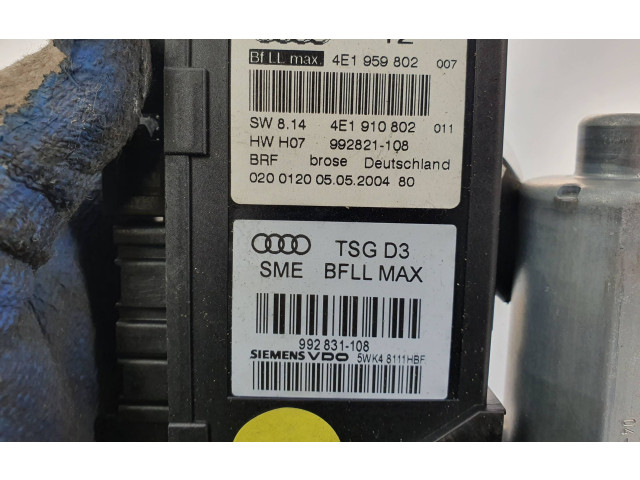 Bf LL max. 4E1 959 802 007
SW 8.14 4E1 910 802 011
HW H07 992821-108
BRF brose Deutschland
020 0120 05.05.2004 80
TSG D3
SME BFLL MAX
992 831-108
SIEMENS VDO 5WK4 8111HBF
04-